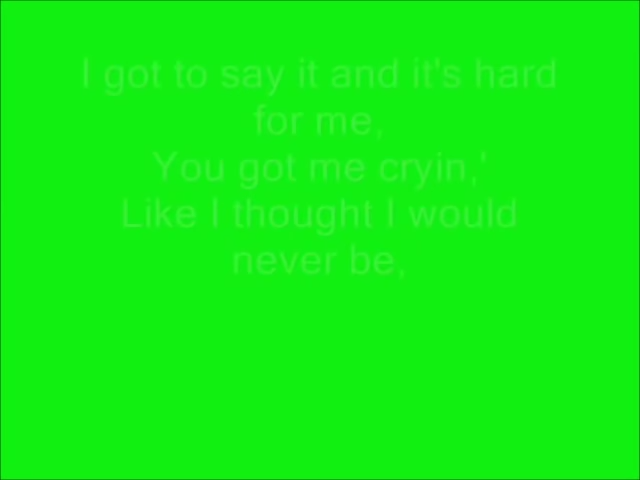 I got to say it and it's hard
for me,
You got me cryin,'
Like I thought I would
never be,